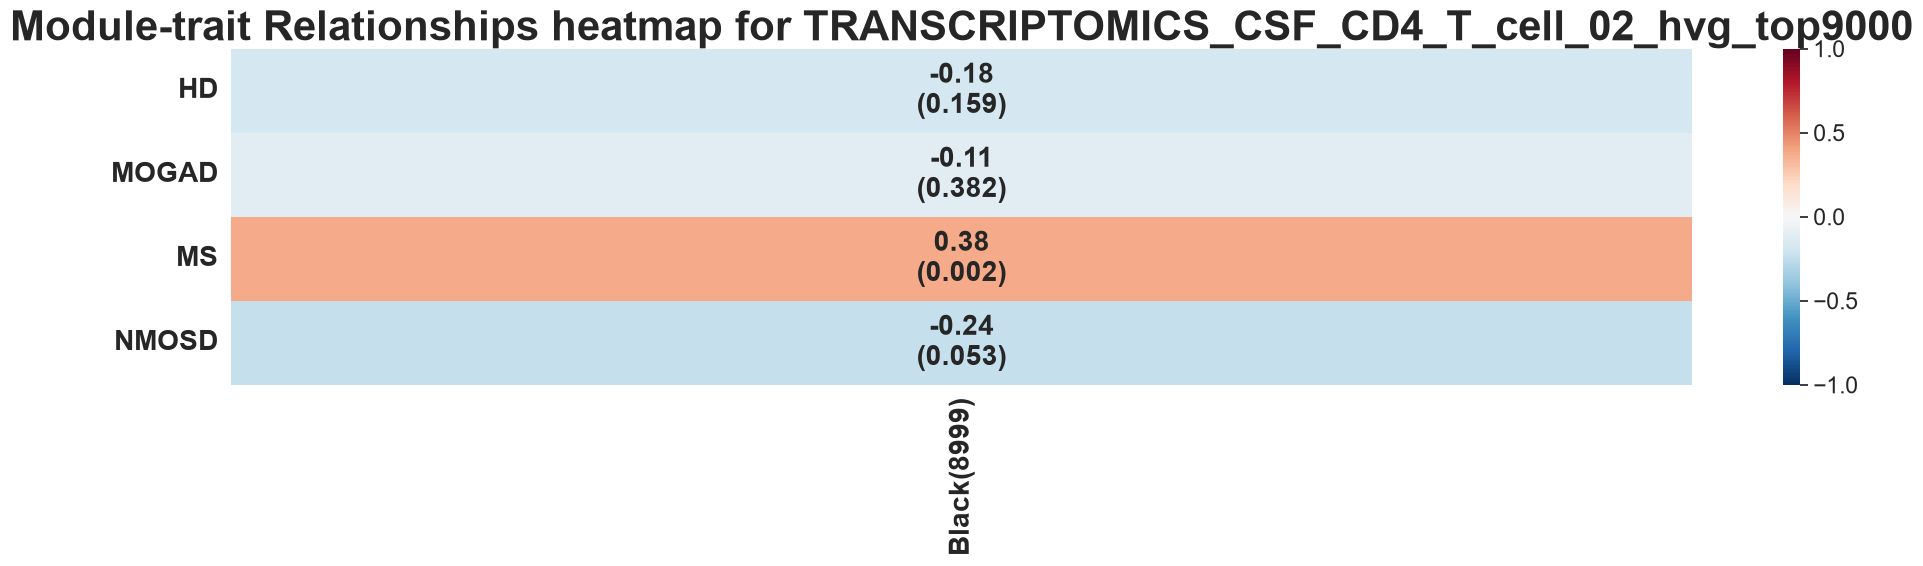 Module-trait Relationships heatmap for TRANSCRIPTOMICS_CSF_CD4_T_cell_02_hvg_top9000
HD
-0.18
(0.159)
MOGAD
-0.11
(0.382)
MS
0.38
(0.002)
NMOSD
-0.24
(0.053)
Black(8999)
1.0
0.5
0.0
−0.5
−1.0